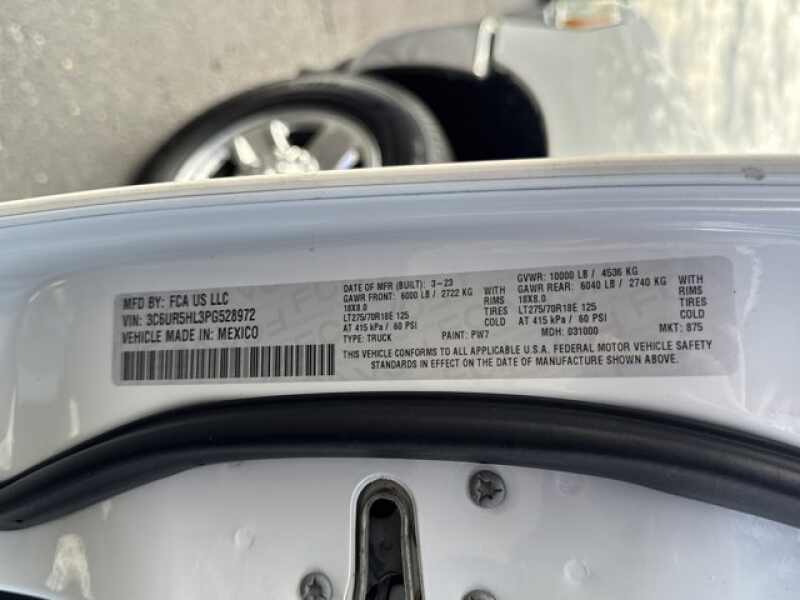 MFD BY: FCA US LLC
VIN: 3C6UR5HL3PG528972
VEHICLE MADE IN: MEXICO
DATE OF MFR (BUILT): 3-23
GAWR FRONT: 6000 LB / 2722 KG WITH
18X8.0 TIRES
LT275/70R18E 125 RIMS
AT 415 kPa / 60 PSI COLD
TYPE: TRUCK PAINT: PW7
GVWR: 10000 LB / 4536 KG
GAWR REAR: 6040 LB / 2740 KG WITH
18X8.0 TIRES
LT275/70R18E 125 RIMS
AT 415 kPa / 60 PSI COLD
MDH: 031000 MKT: 875
THIS VEHICLE CONFORMS TO ALL APPLICABLE U.S.A. FEDERAL MOTOR VEHICLE SAFETY
STANDARDS IN EFFECT ON THE DATE OF MANUFACTURE SHOWN ABOVE.